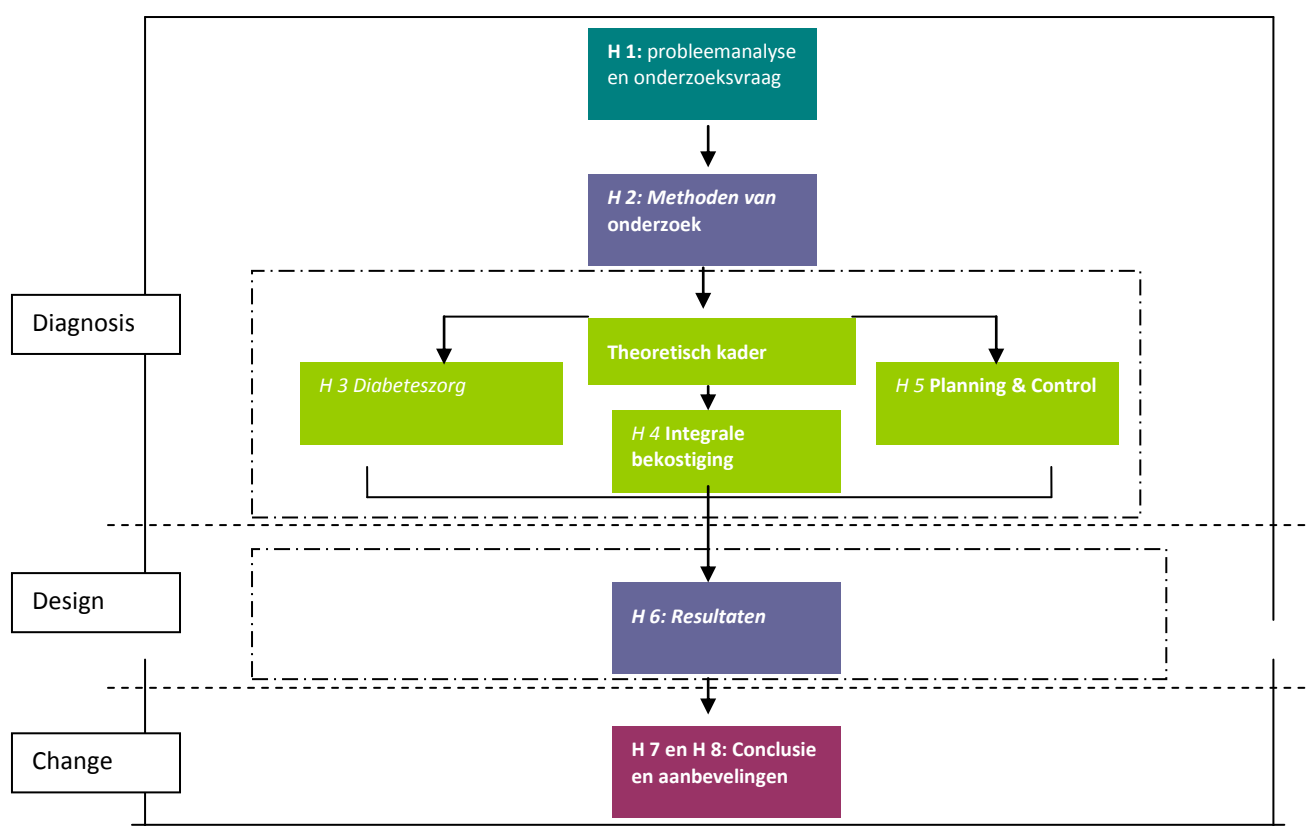 H 1: probleemanalyse
en onderzoeksvraag
H 2: Methoden van
onderzoek
Diagnosis
Theoretisch kader
H 3 Diabeteszorg
H 5 Planning & Control
H 4 Integrale
bekostiging
Design
H 6: Resultaten
Change
H 7 en H 8: Conclusie
en aanbevelingen